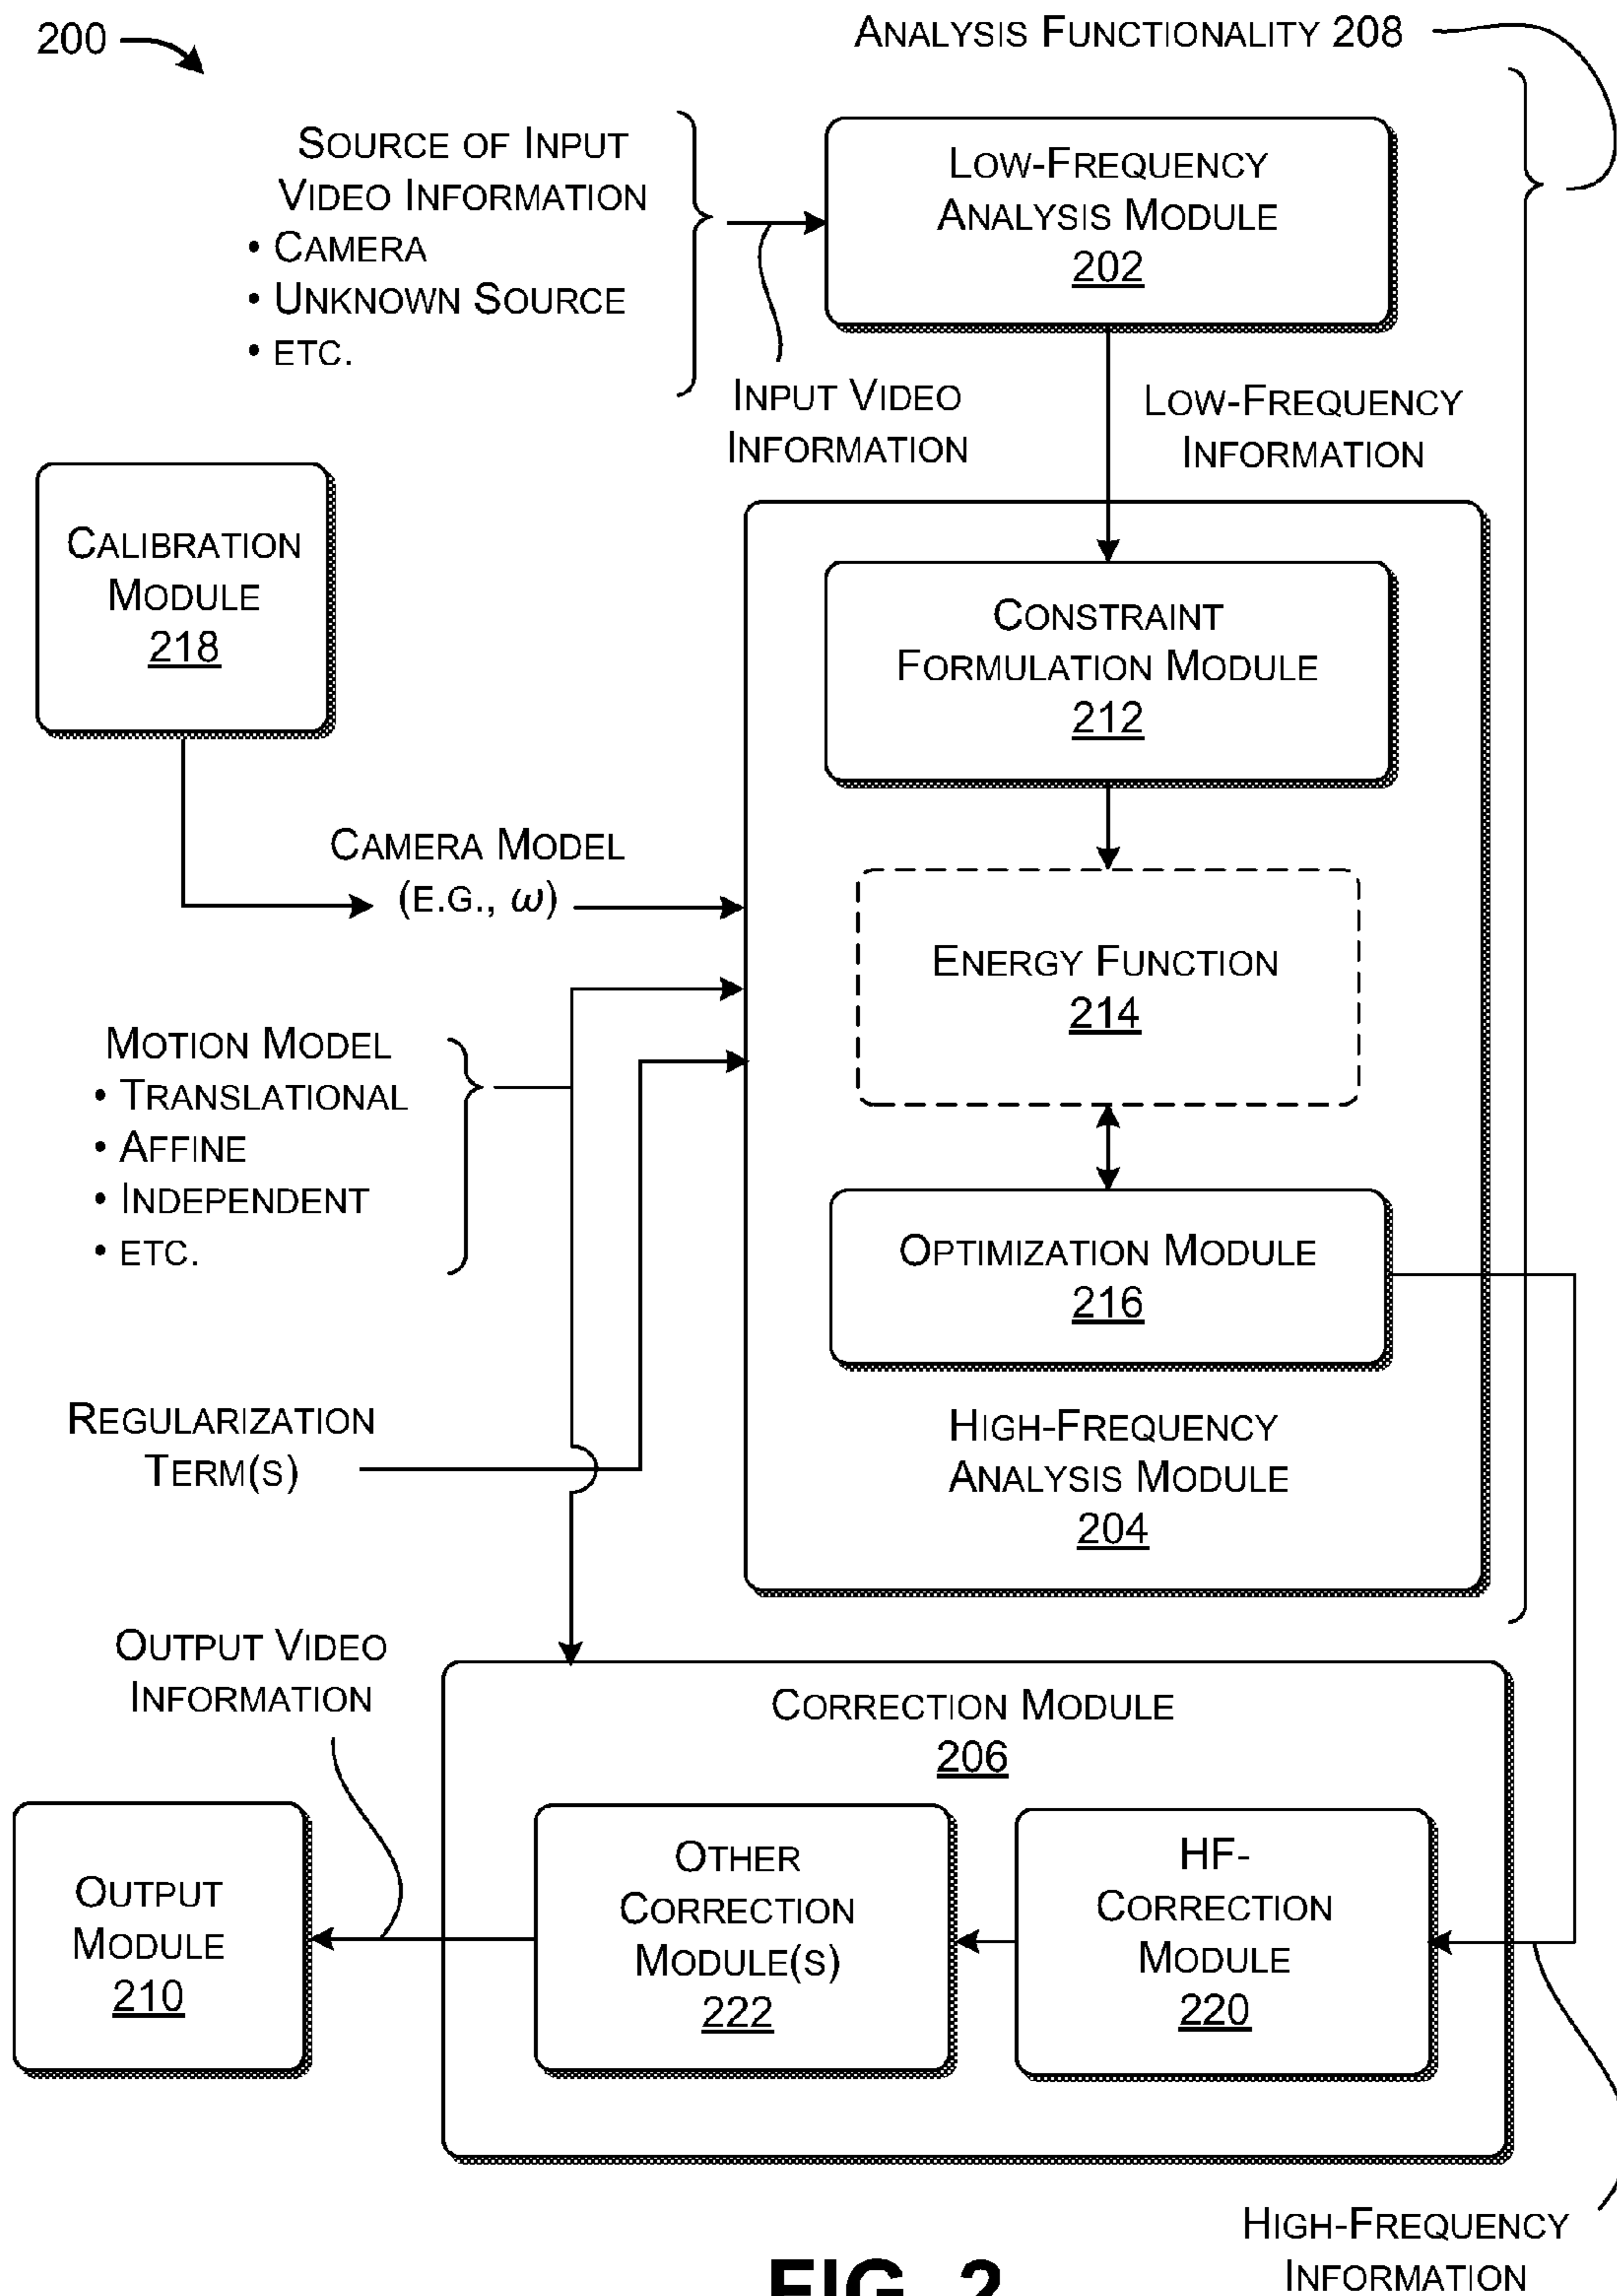 200
ANALYSIS FUNCTIONALITY 208
SOURCE OF INPUT
VIDEO INFORMATION
• CAMERA
• UNKNOWN SOURCE
• ETC.
LOW-FREQUENCY
ANALYSIS MODULE
202
INPUT VIDEO
INFORMATION
LOW-FREQUENCY
INFORMATION
CALIBRATION
MODULE
218
CONSTRAINT
FORMULATION MODULE
212
CAMERA MODEL
(E.G., ω)
ENERGY FUNCTION
214
MOTION MODEL
• TRANSLATIONAL
• AFFINE
• INDEPENDENT
• ETC.
OPTIMIZATION MODULE
216
REGULARIZATION
TERM(S)
HIGH-FREQUENCY
ANALYSIS MODULE
204
OUTPUT VIDEO
INFORMATION
CORRECTION MODULE
206
OUTPUT
MODULE
210
OTHER
CORRECTION
MODULE(S)
222
HF-
CORRECTION
MODULE
220
HIGH-FREQUENCY
INFORMATION
FIG. 2